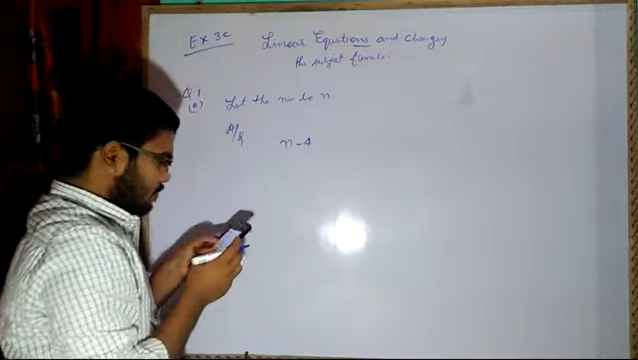 Ex 3c Linear Equations and changing
the subject formula:
Q.1
(a) Let the no be n.
A/Q n-4